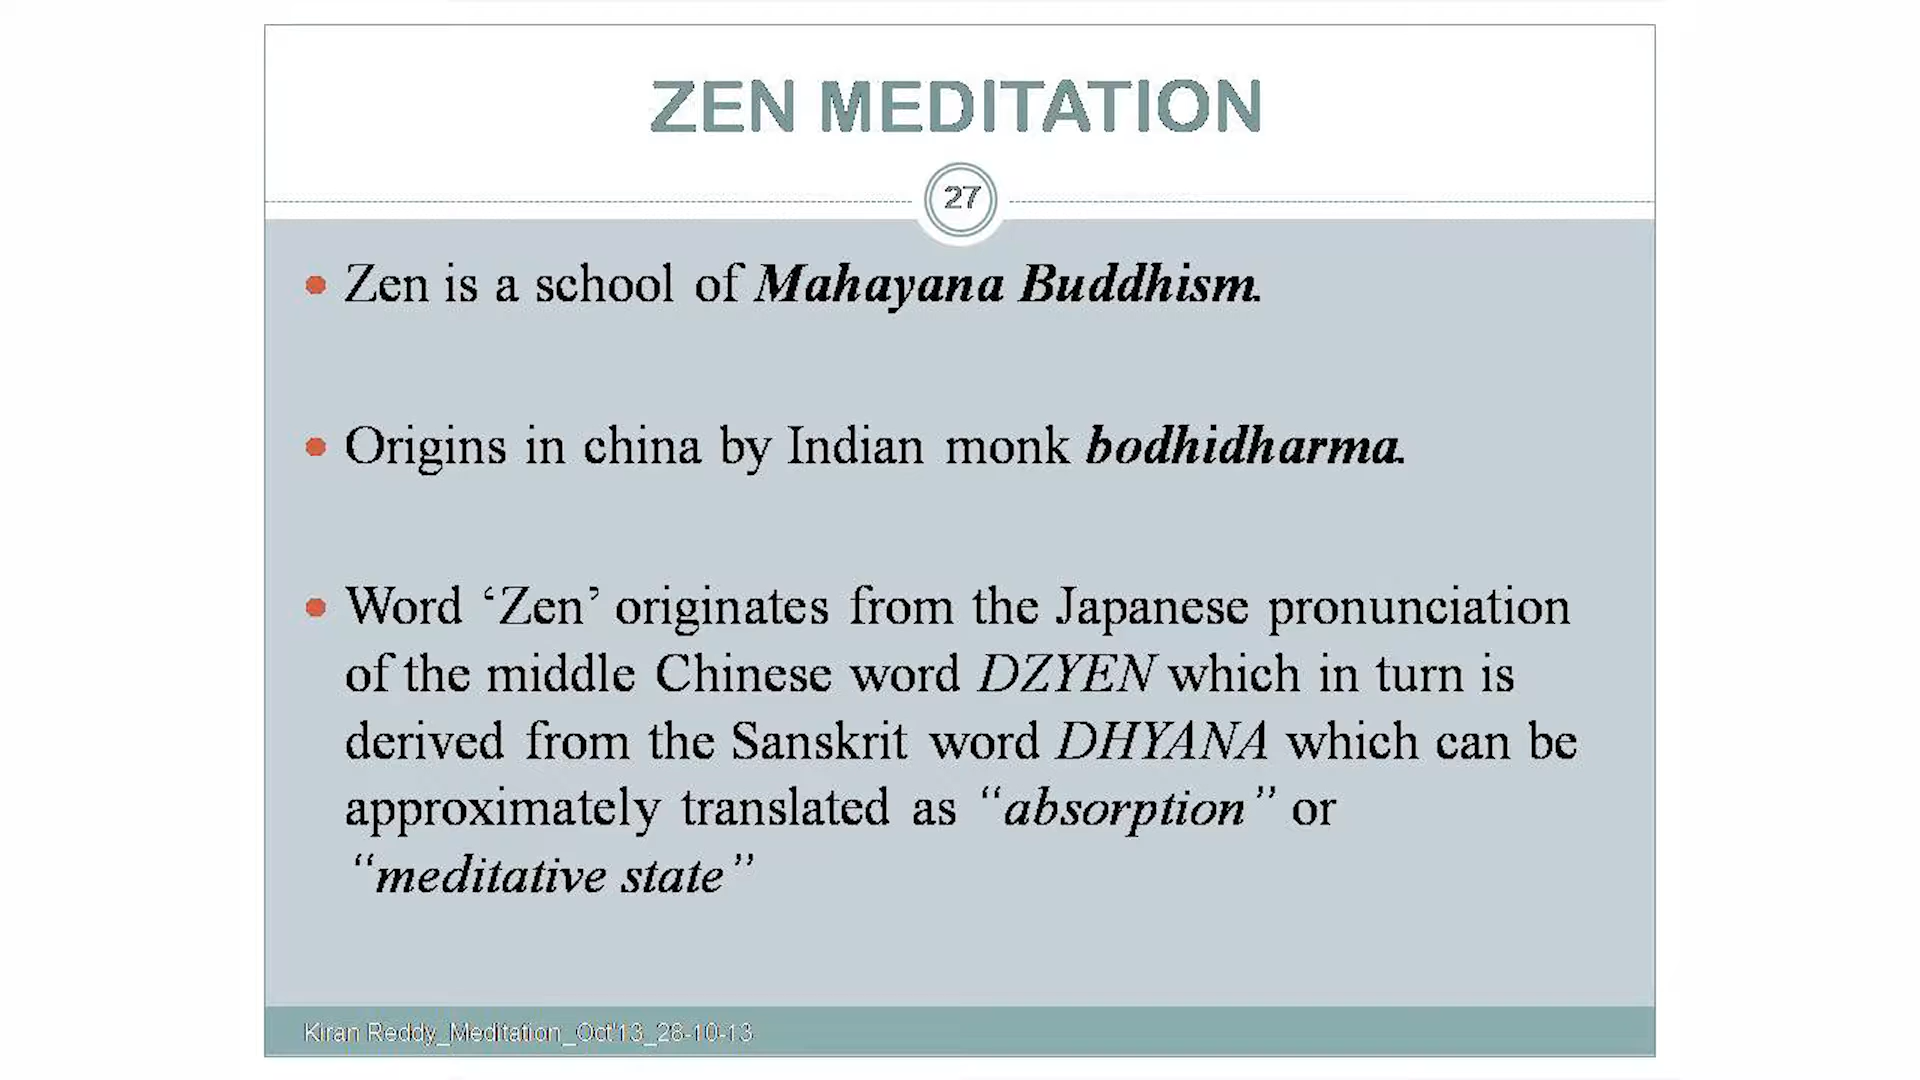 ZEN MEDITATION
27
Zen is a school of Mahayana Buddhism.
Origins in china by Indian monk bodhidharma.
Word ‘Zen’ originates from the Japanese pronunciation
of the middle Chinese word DZYEN which in turn is
derived from the Sanskrit word DHYANA which can be
approximately translated as “absorption” or
“meditative state”
Kiran Reddy_Meditation_Oct'13_28-10-13